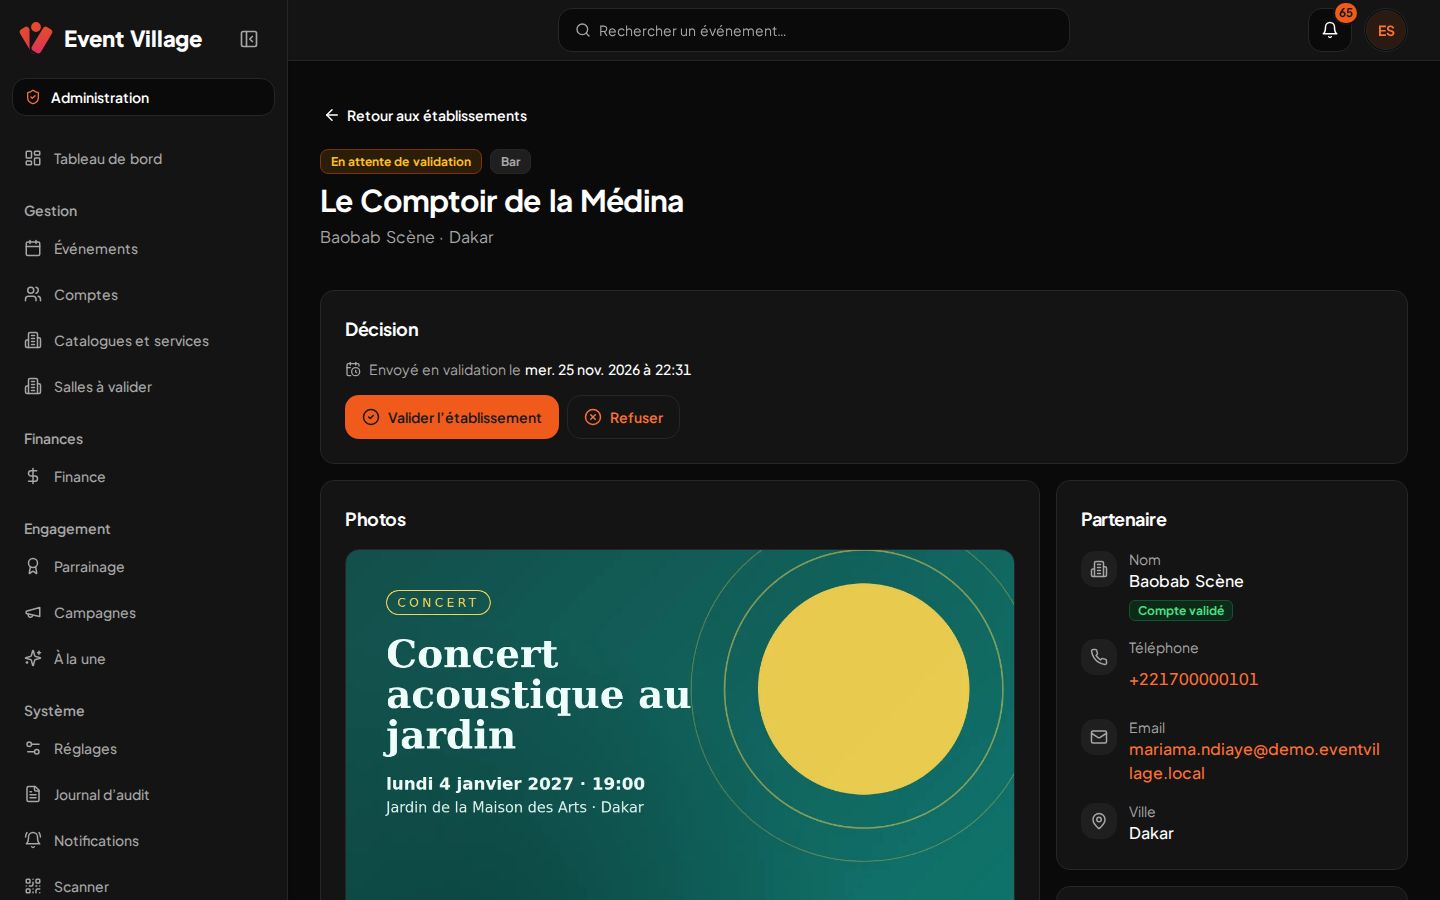 Event Village
Rechercher un événement…
65
ES
Administration
Tableau de bord
Gestion
Événements
Comptes
Catalogues et services
Salles à valider
Finances
Finance
Engagement
Parrainage
Campagnes
À la une
Système
Réglages
Journal d’audit
Notifications
Scanner
Retour aux établissements
En attente de validation
Bar
Le Comptoir de la Médina
Baobab Scène · Dakar
Décision
Envoyé en validation le mer. 25 nov. 2026 à 22:31
Valider l’établissement
Refuser
Photos
CONCERT
Concert
acoustique au
jardin
lundi 4 janvier 2027 · 19:00
Jardin de la Maison des Arts · Dakar
Partenaire
Nom
Baobab Scène
Compte validé
Téléphone
+221700000101
Email
mariama.ndiaye@demo.eventvil
lage.local
Ville
Dakar